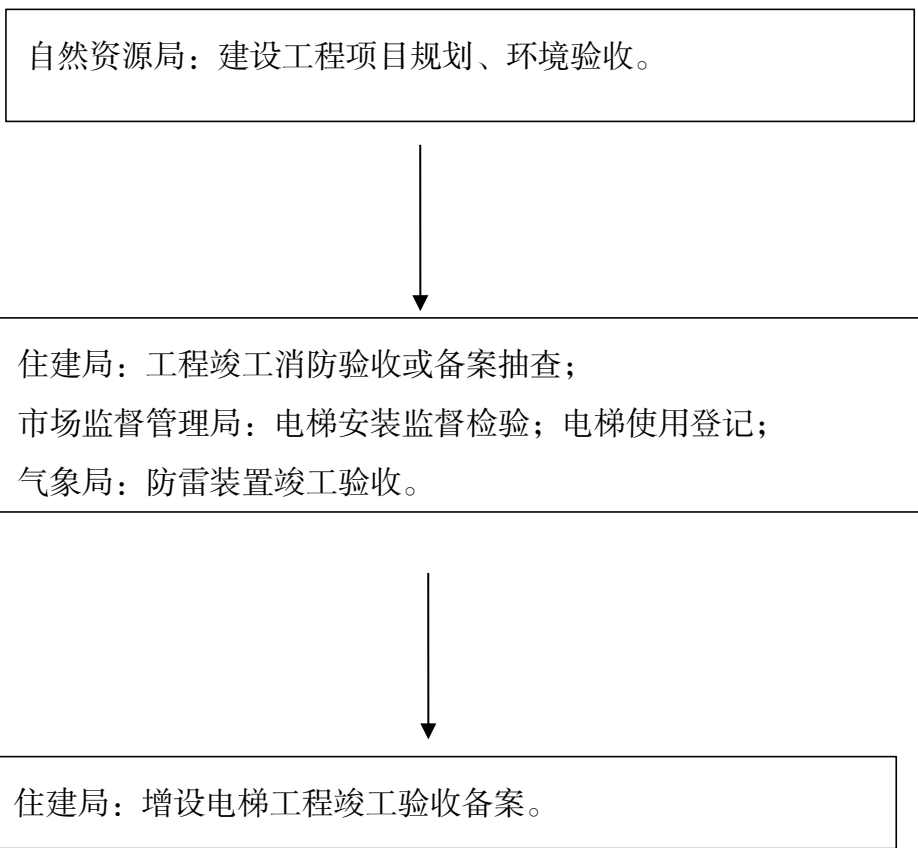 自然资源局：建设工程项目规划、环境验收。
住建局：工程竣工消防验收或备案抽查；
市场监督管理局：电梯安装监督检验；电梯使用登记；
气象局：防雷装置竣工验收。
住建局：增设电梯工程竣工验收备案。